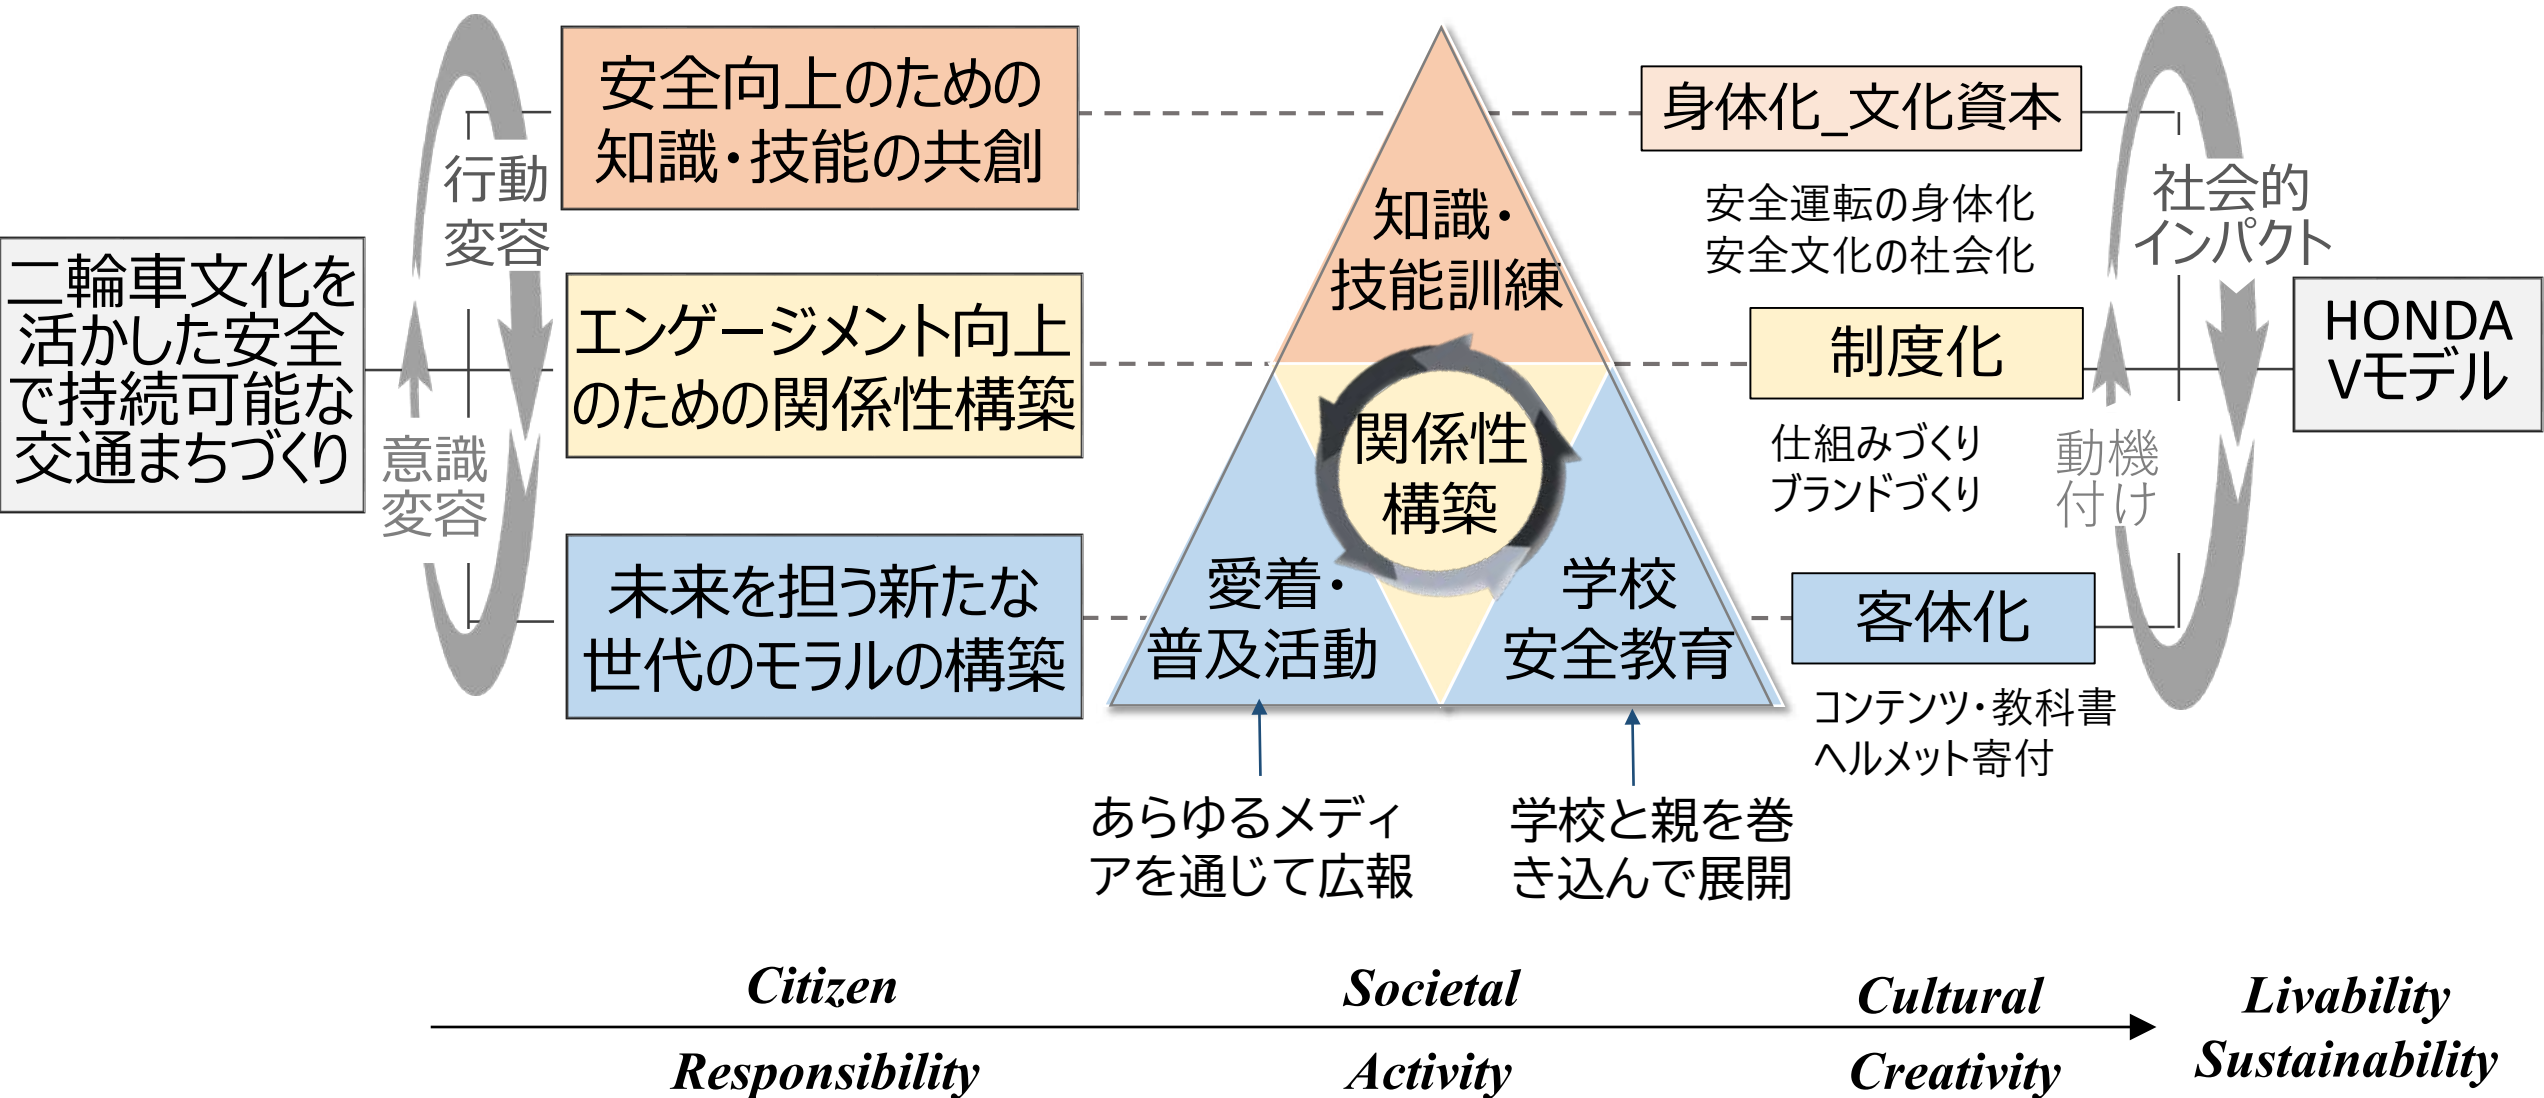 二輪車文化を
活かした安全
で持続可能な
交通まちづくり
行動
変容
意識
変容
安全向上のための
知識・技能の共創
エンゲージメント向上
のための関係性構築
未来を担う新たな
世代のモラルの構築
知識・
技能訓練
関係性
構築
愛着・
普及活動
学校
安全教育
あらゆるメディ
アを通じて広報
学校と親を巻
き込んで展開
身体化_文化資本
安全運転の身体化
安全文化の社会化
制度化
仕組みづくり
ブランドづくり
客体化
コンテンツ・教科書
ヘルメット寄付
社会的
インパクト
動機
付け
HONDA
Vモデル
Citizen
Responsibility
Societal
Activity
Cultural
Creativity
Livability
Sustainability